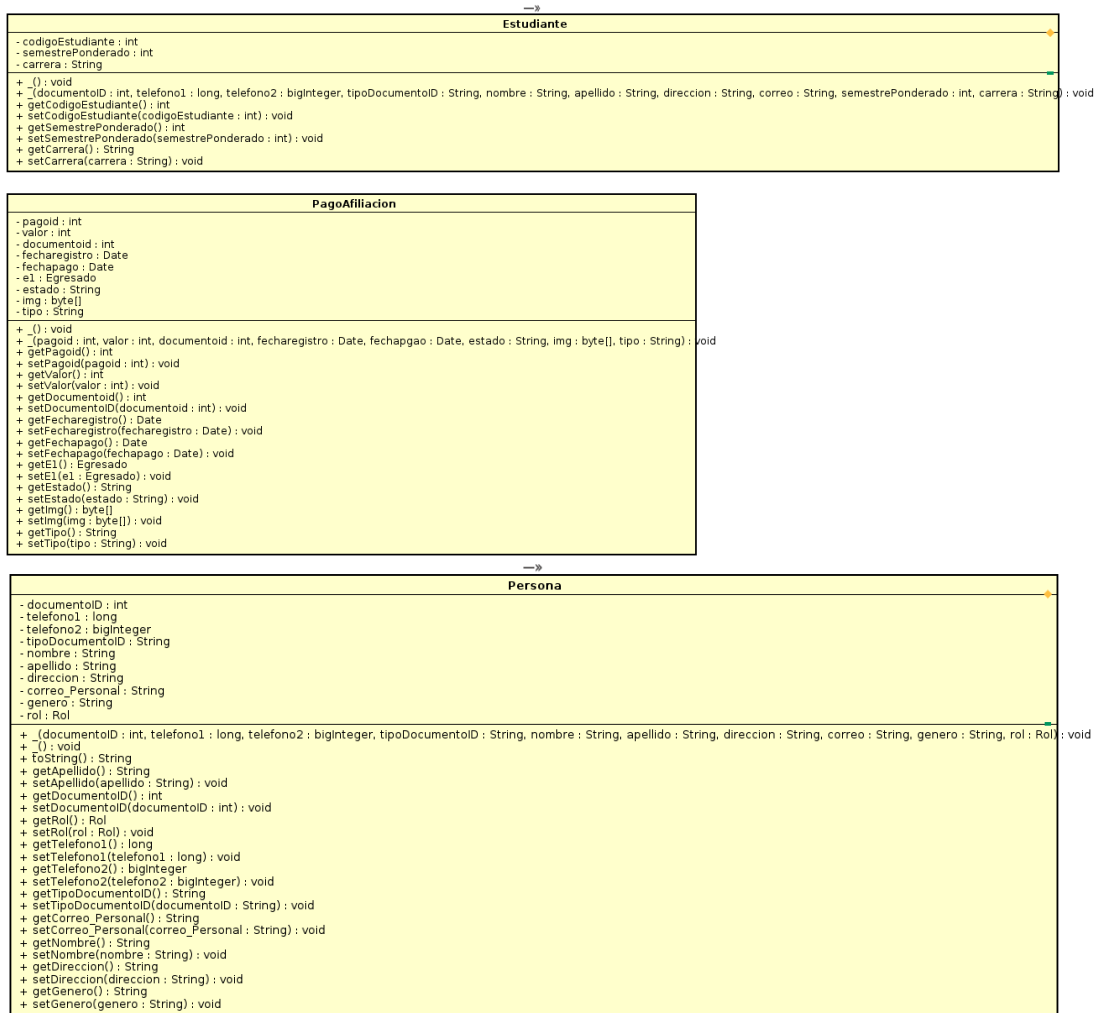 Estudiante
- codigoEstudiante : int
- semestrePonderado : int
- carrera : String
+ _() : void
+ _(documentoID : int, telefono1 : long, telefono2 : bigInteger, tipoDocumentoID : String, nombre : String, apellido : String, direccion : String, correo : String, semestrePonderado : int, carrera : String) : void
+ getCodigoEstudiante() : int
+ setCodigoEstudiante(codigoEstudiante : int) : void
+ getSemestrePonderado() : int
+ setSemestrePonderado(semestrePonderado : int) : void
+ getCarrera() : String
+ setCarrera(carrera : String) : void
PagoAfiliacion
- pagoid : int
- valor : int
- documentoid : int
- fecharegistro : Date
- fechapago : Date
- e1 : Egresado
- estado : String
- img : byte[]
- tipo : String
+ _() : void
+ _(pagoid : int, valor : int, documentoid : int, fecharegistro : Date, fechapgao : Date, estado : String, img : byte[], tipo : String) : void
+ getPagoid() : int
+ setPagoid(pagoid : int) : void
+ getValor() : int
+ setValor(valor : int) : void
+ getDocumentoid() : int
+ setDocumentoID(documentoid : int) : void
+ getFecharegistro() : Date
+ setFecharegistro(fecharegistro : Date) : void
+ getFechapago() : Date
+ setFechapago(fechapago : Date) : void
+ getE1() : Egresado
+ setE1(e1 : Egresado) : void
+ getEstado() : String
+ setEstado(estado : String) : void
+ getImg() : byte[]
+ setImg(img : byte[]) : void
+ getTipo() : String
+ setTipo(tipo : String) : void
Persona
- documentoID : int
- telefono1 : long
- telefono2 : bigInteger
- tipoDocumentoID : String
- nombre : String
- apellido : String
- direccion : String
- correo_Personal : String
- genero : String
- rol : Rol
+ _(documentoID : int, telefono1 : long, telefono2 : bigInteger, tipoDocumentoID : String, nombre : String, apellido : String, direccion : String, correo : String, genero : String, rol : Rol) : void
+ _() : void
+ toString() : String
+ getApellido() : String
+ setApellido(apellido : String) : void
+ getDocumentoID() : int
+ setDocumentoID(documentoID : int) : void
+ getRol() : Rol
+ setRol(rol : Rol) : void
+ getTelefono1() : long
+ setTelefono1(telefono1 : long) : void
+ getTelefono2() : bigInteger
+ setTelefono2(telefono2 : bigInteger) : void
+ getTipoDocumentoID() : String
+ setTipoDocumentoID(documentoID : String) : void
+ getCorreo_Personal() : String
+ setCorreo_Personal(correo_Personal : String) : void
+ getNombre() : String
+ setNombre(nombre : String) : void
+ getDireccion() : String
+ setDireccion(direccion : String) : void
+ getGenero() : String
+ setGenero(genero : String) : void